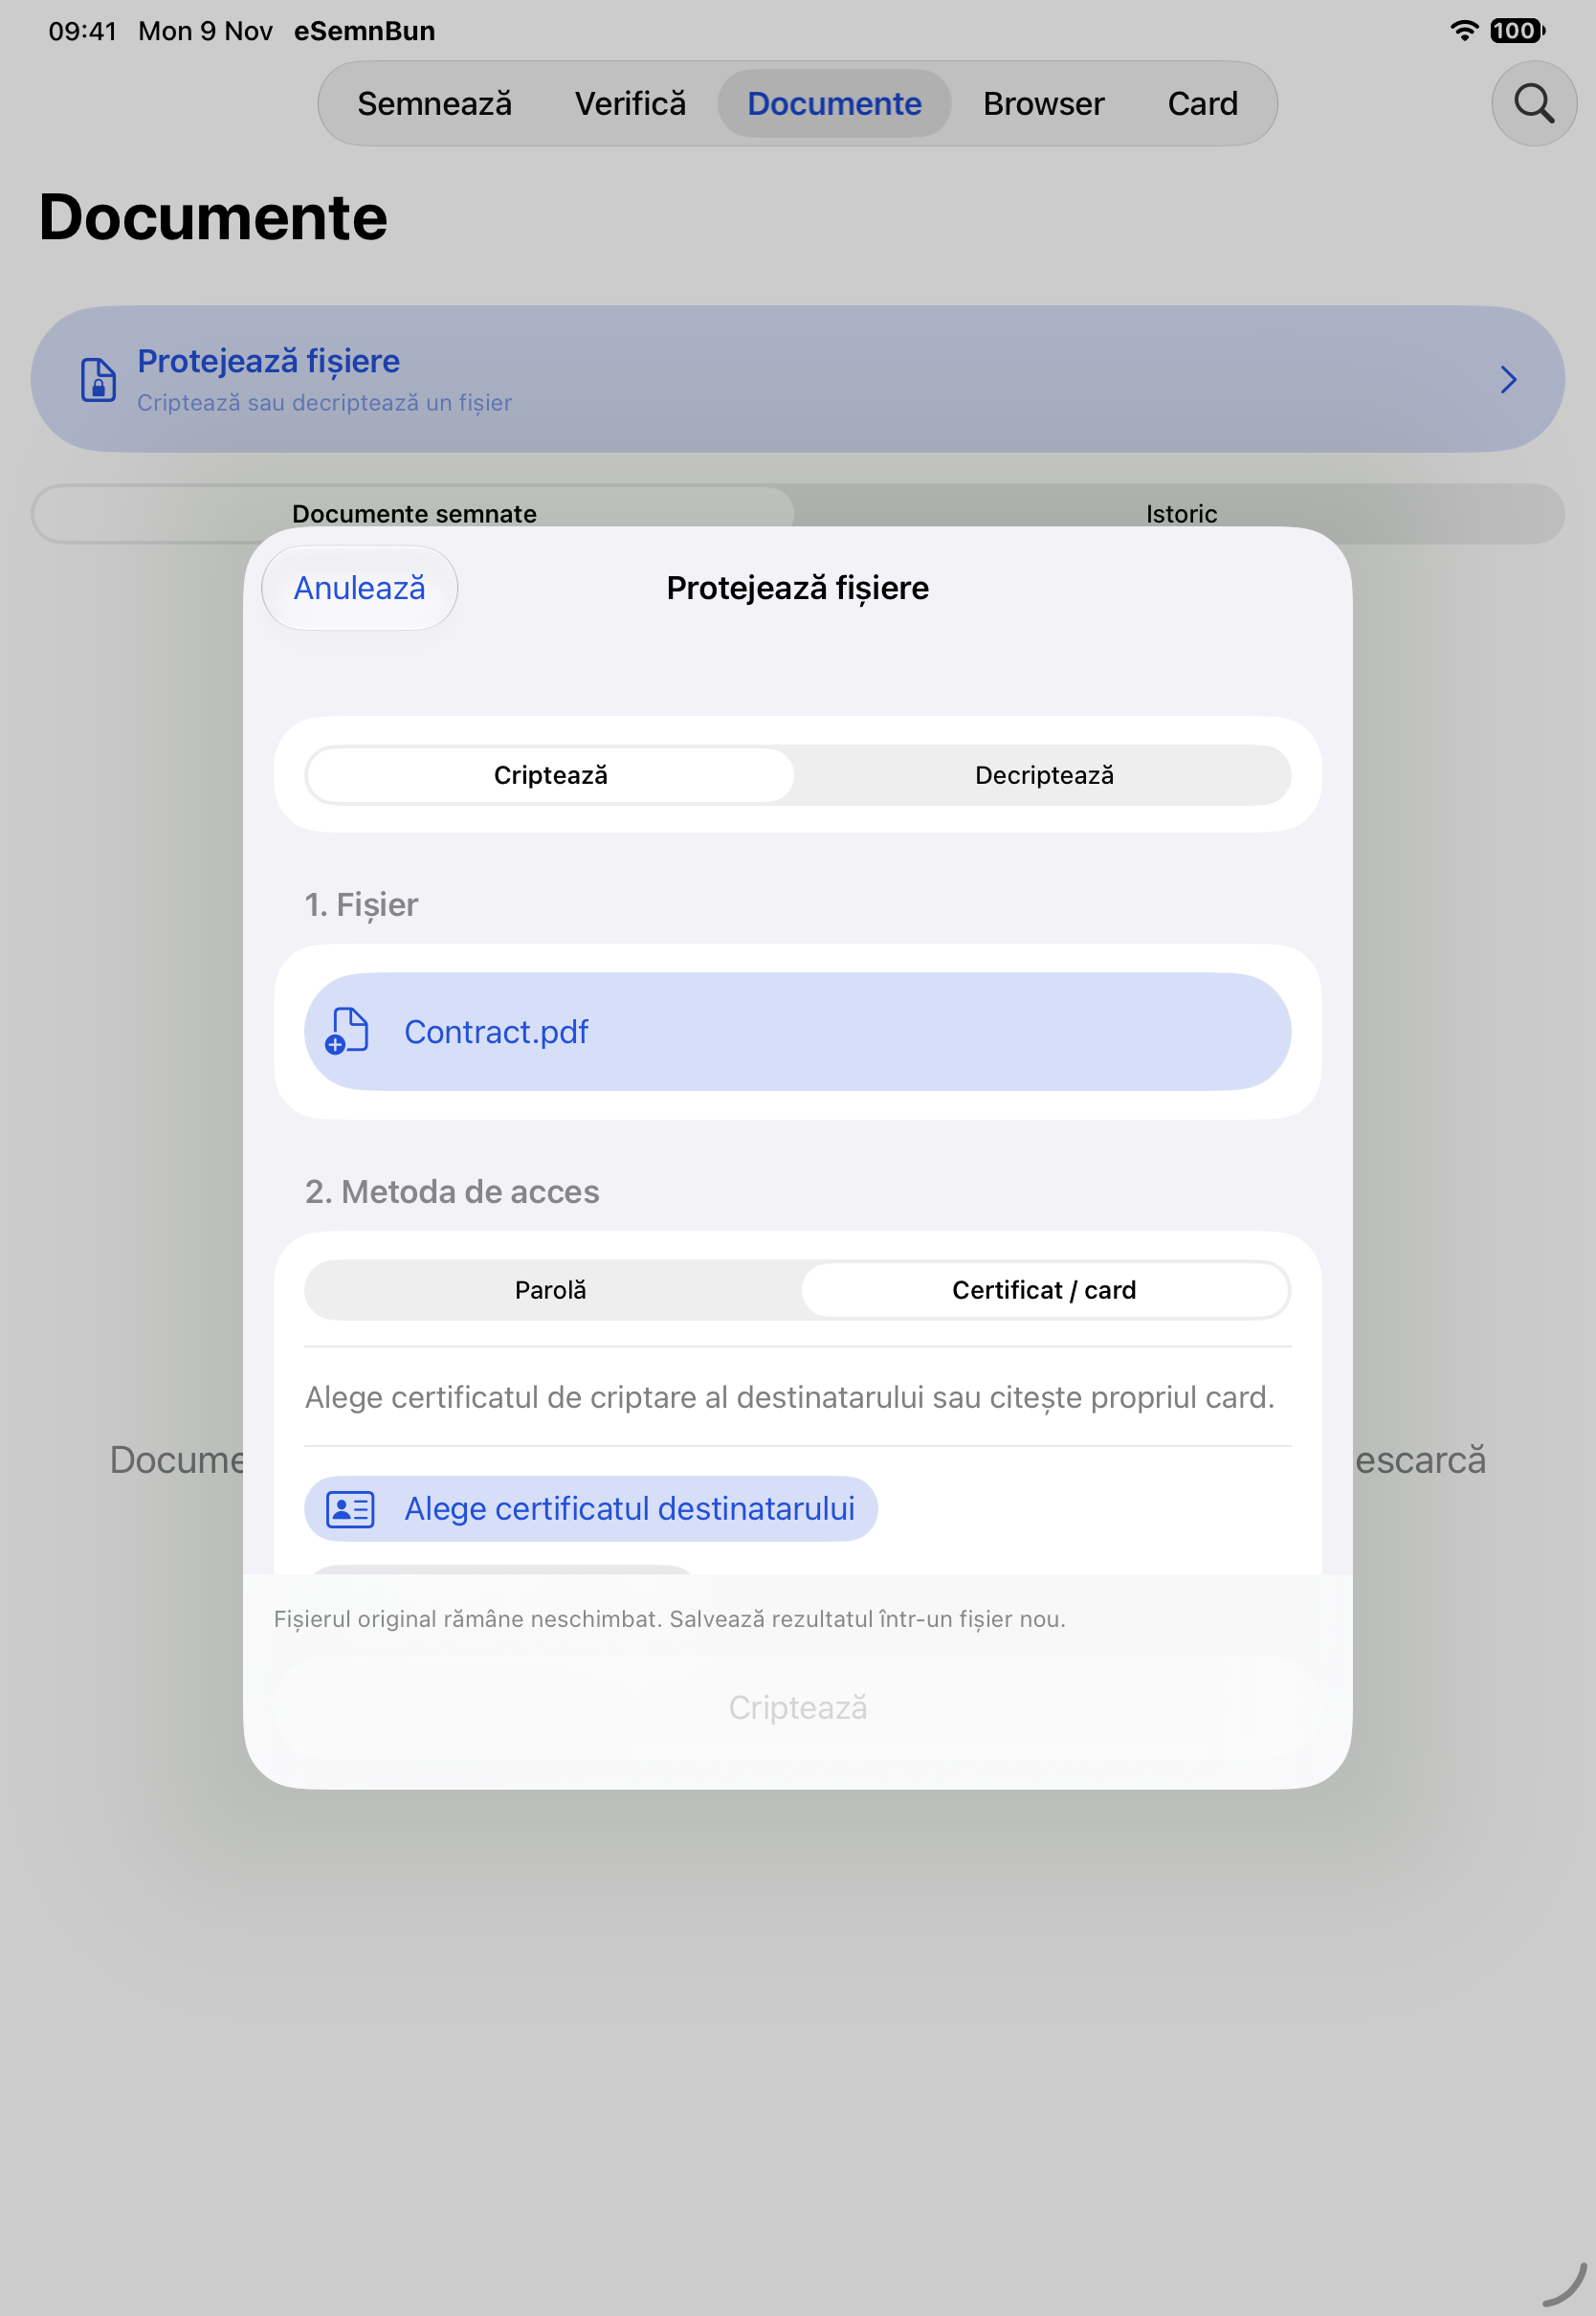 09:41 Mon 9 Nov eSemnBun 100
Semnează Verifică Documente Browser Card
Documente
Protejează fișiere
Criptează sau decriptează un fișier
Documente semnate Istoric
Anulează Protejează fișiere
Criptează Decriptează
1. Fișier
Contract.pdf
2. Metoda de acces
Parolă Certificat / card
Alege certificatul de criptare al destinatarului sau citește propriul card.
Alege certificatul destinatarului
Fișierul original rămâne neschimbat. Salvează rezultatul într-un fișier nou.
Criptează